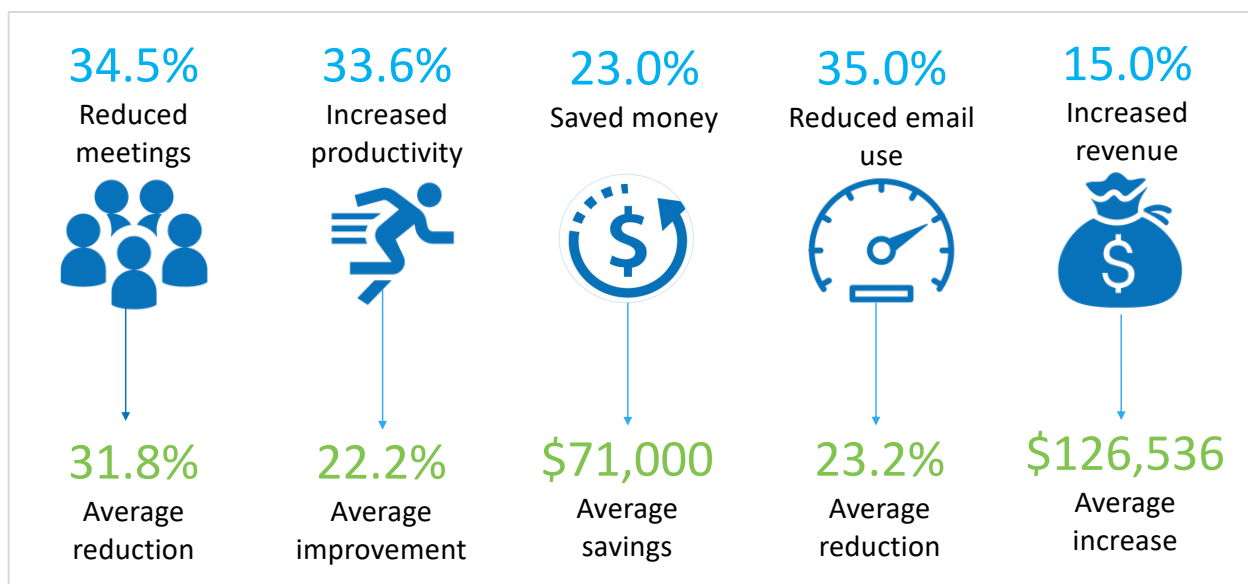 34.5%
Reduced
meetings
31.8%
Average
reduction
33.6%
Increased
productivity
22.2%
Average
improvement
23.0%
Saved money
$
$71,000
Average
savings
35.0%
Reduced email
use
23.2%
Average
reduction
15.0%
Increased
revenue
$
$126,536
Average
increase